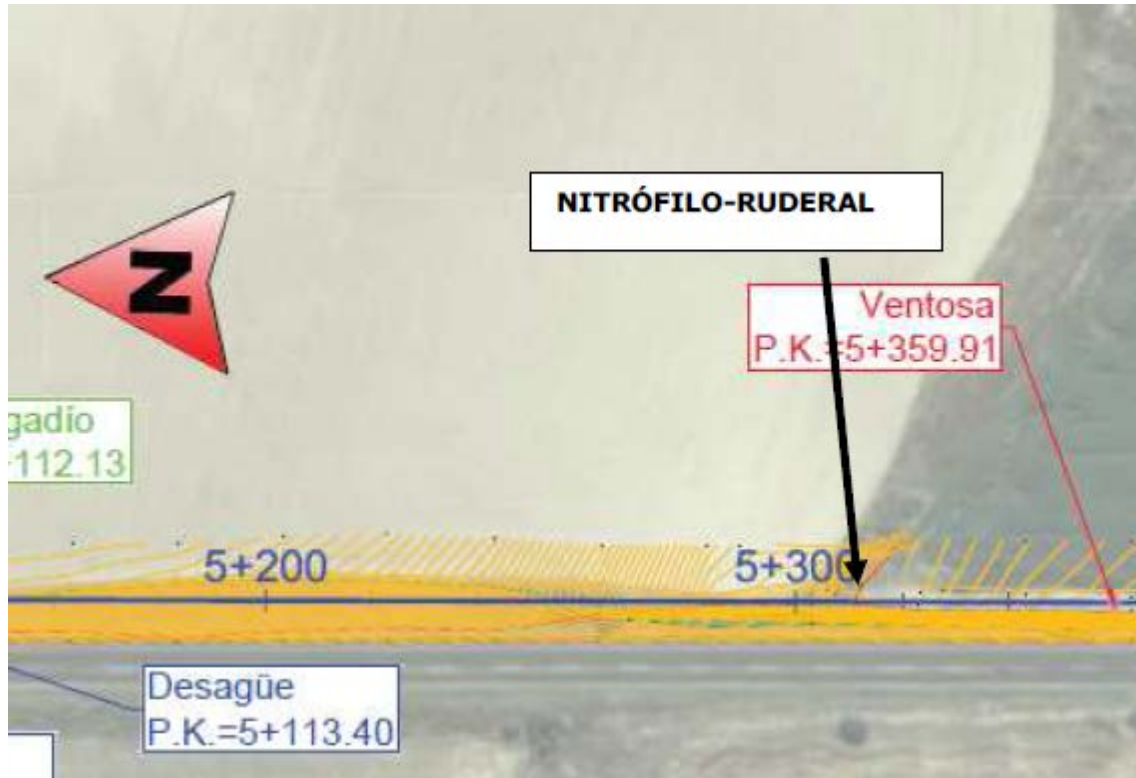 NITRÓFILO-RUDERAL
N
Ventosa
P.K.=5+359.91
gadío
112.13
5+200
5+300
Desagüe
P.K.=5+113.40